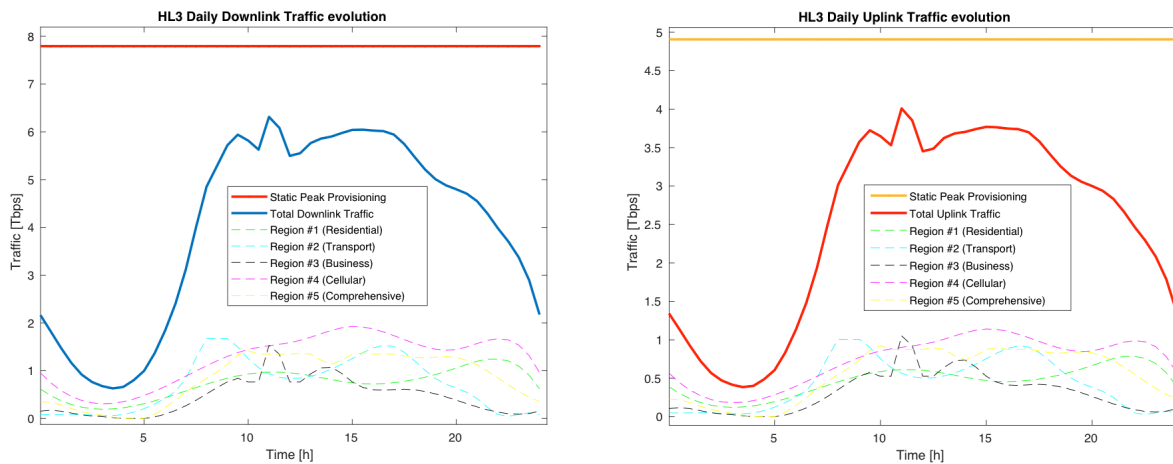 HL3 Daily Downlink Traffic evolution
8
7
6
5
4
3
2
1
0
Traffic [Tbps]
Static Peak Provisioning
Total Downlink Traffic
Region #1 (Residential)
Region #2 (Transport)
Region #3 (Business)
Region #4 (Cellular)
Region #5 (Comprehensive)
5
10
15
20
Time [h]
HL3 Daily Uplink Traffic evolution
5
4.5
4
3.5
3
2.5
2
1.5
1
0.5
0
Traffic [Tbps]
Static Peak Provisioning
Total Uplink Traffic
Region #1 (Residential)
Region #2 (Transport)
Region #3 (Business)
Region #4 (Cellular)
Region #5 (Comprehensive)
5
10
15
20
Time [h]